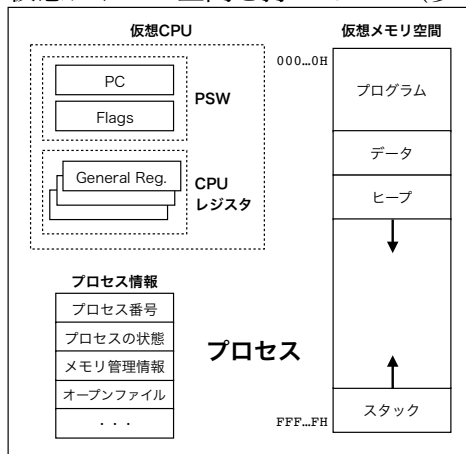 仮想CPU
PC
Flags
PSW
General Reg.
CPU
レジスタ
プロセス情報
プロセス番号
プロセスの状態
メモリ管理情報
オープンファイル
・・・
プロセス
仮想メモリ空間
000...0H
プログラム
データ
ヒープ
スタック
FFF...FH